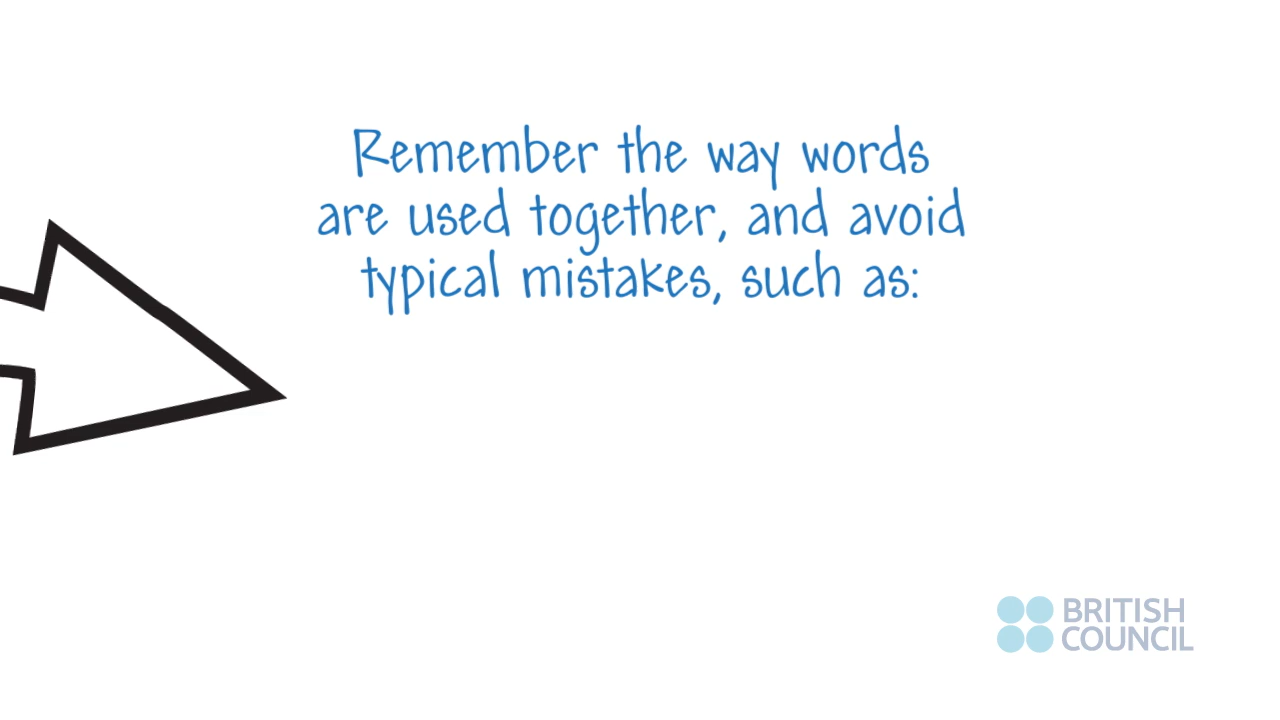 Remember the way words
are used together, and avoid
typical mistakes, such as:
BRITISH
COUNCIL